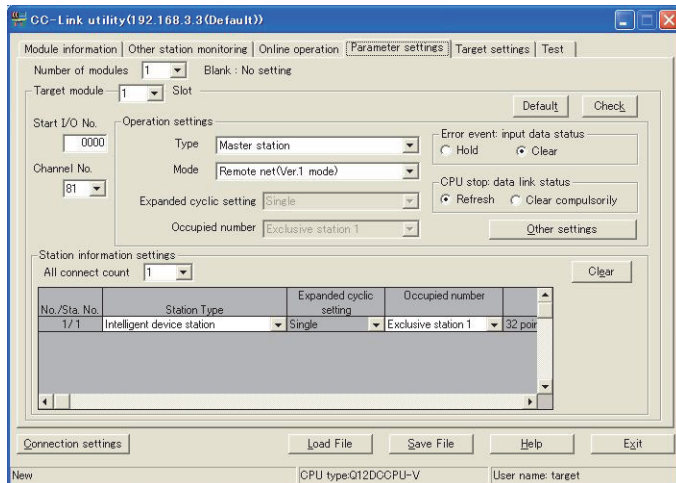 CC-Link utility(192.168.3.3(Default))
Module information Other station monitoring Online operation Parameter settings Target settings Test
Number of modules 1 Blank : No setting
Target module 1 Slot
Default Check
Start I/O No. Operation settings Error event: input data status
0000 Type Master station Hold Clear
Channel No. Mode Remote net(Ver.1 mode) CPU stop: data link status
81 Expanded cyclic setting Single Refresh Clear compulsorily
Occupied number Exclusive station 1 Other settings
Station information settings
All connect count 1 Clear
No./Sta. No. Station Type Expanded cyclic setting Occupied number
1/ 1 Intelligent device station Single Exclusive station 1 32 poin
Connection settings Load File Save File Help Exit
New CPU type:Q12DCCPU-V User name: target